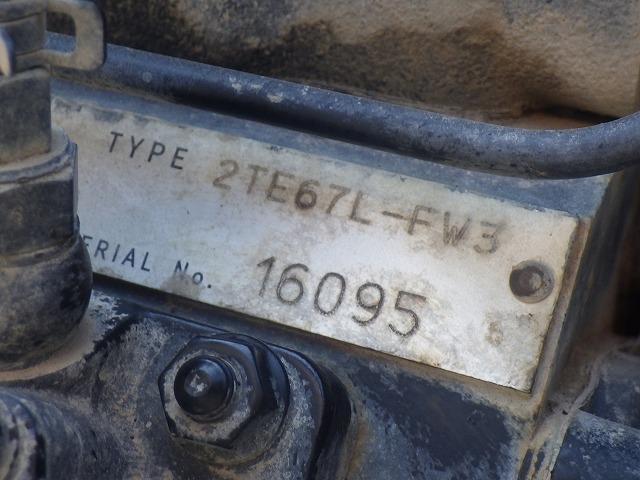 TYPE 2TE67L-FW3
ERIAL No. 16095